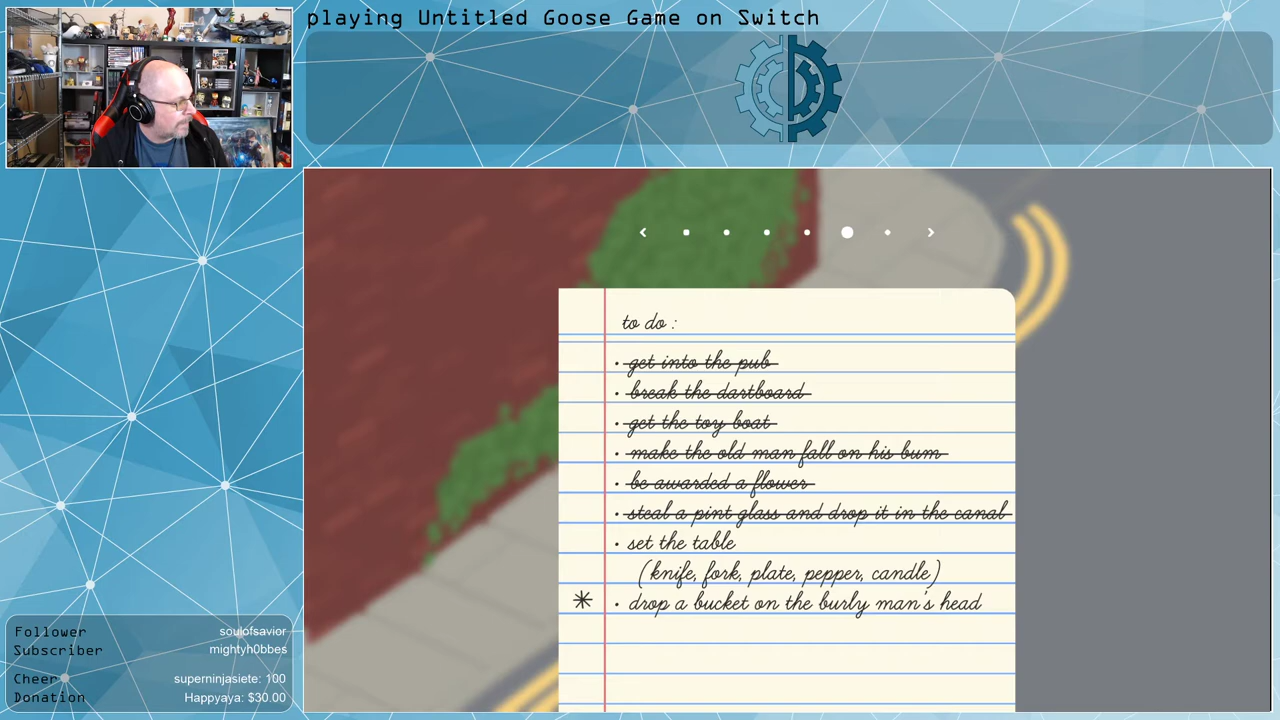 playing Untitled Goose Game on Switch
to do :
• get into the pub
• break the dartboard
• get the toy boat
• make the old man fall on his bum
• be awarded a flower
• steal a pint glass and drop it in the canal
• set the table
(knife, fork, plate, pepper, candle)
• drop a bucket on the burly man's head
Follower soulofsavior
Subscriber mightyh0bbes
Cheer superninjasiete: 100
Donation Happyaya: $30.00